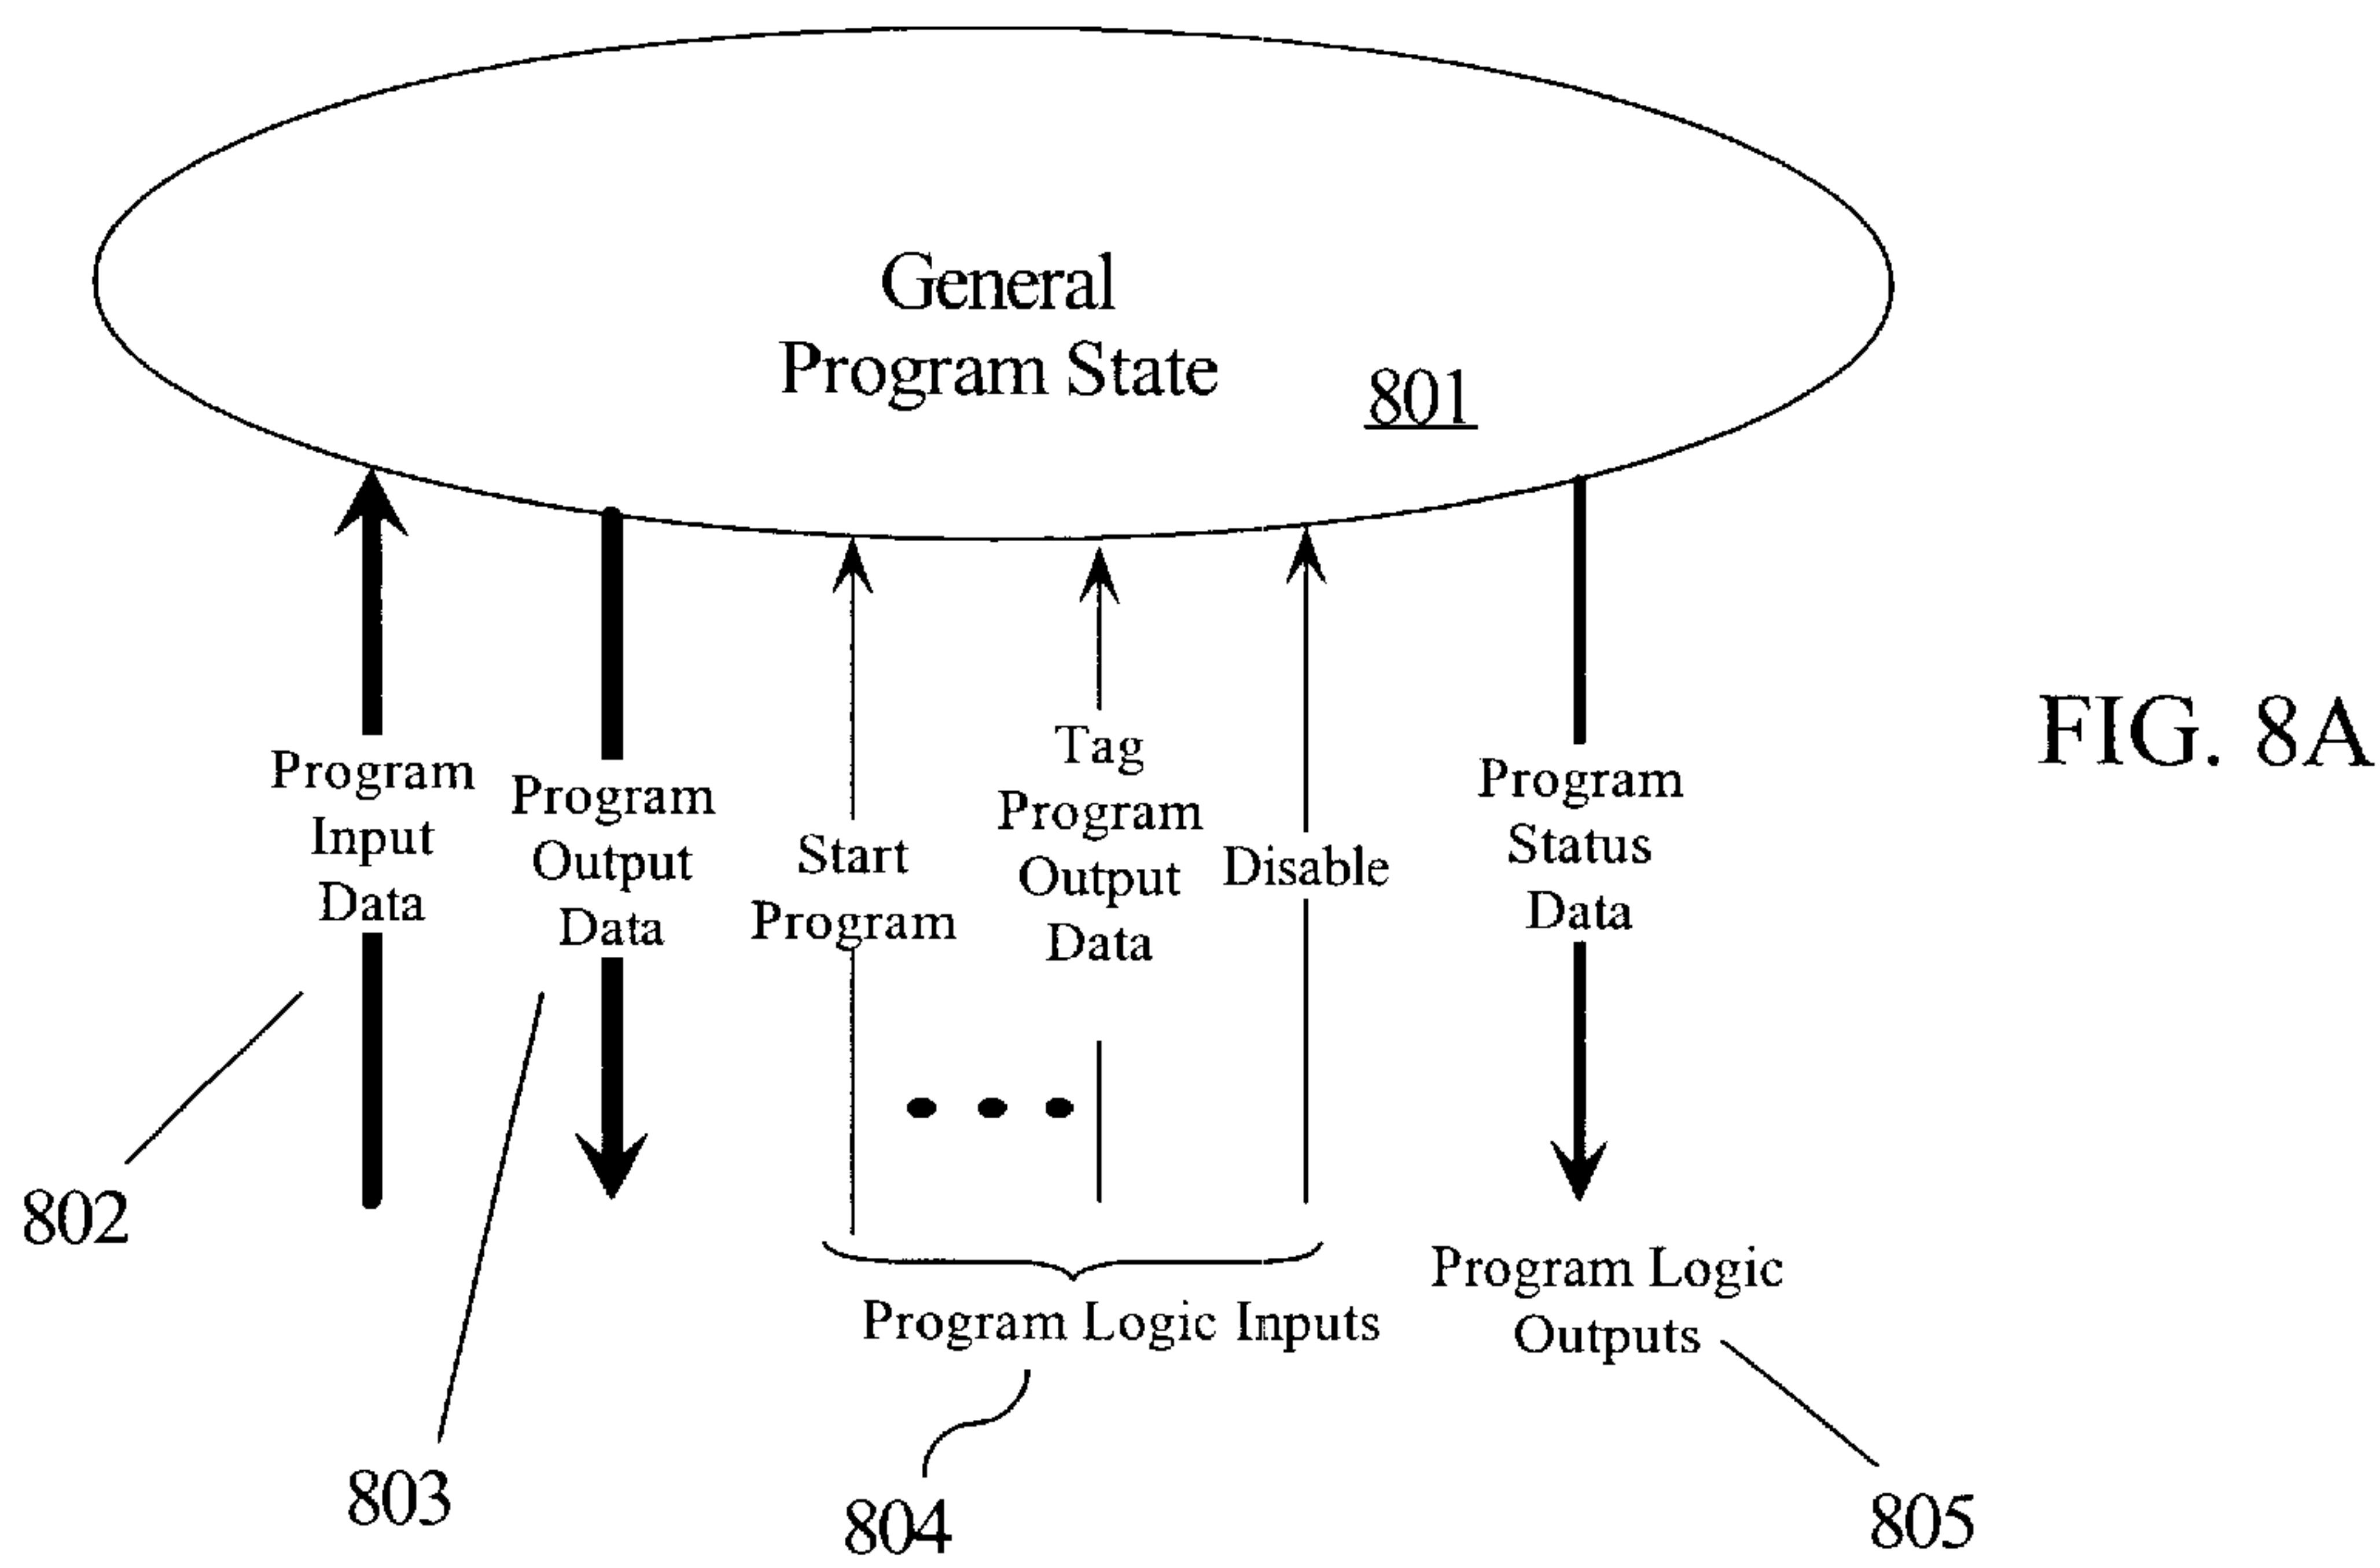 General
Program State
801
Program
Input
Data
Program
Output
Data
Start
Program
Tag
Program
Output
Data
Disable
Program
Status
Data
FIG. 8A
Program Logic Inputs
Program Logic
Outputs
802
803
804
805